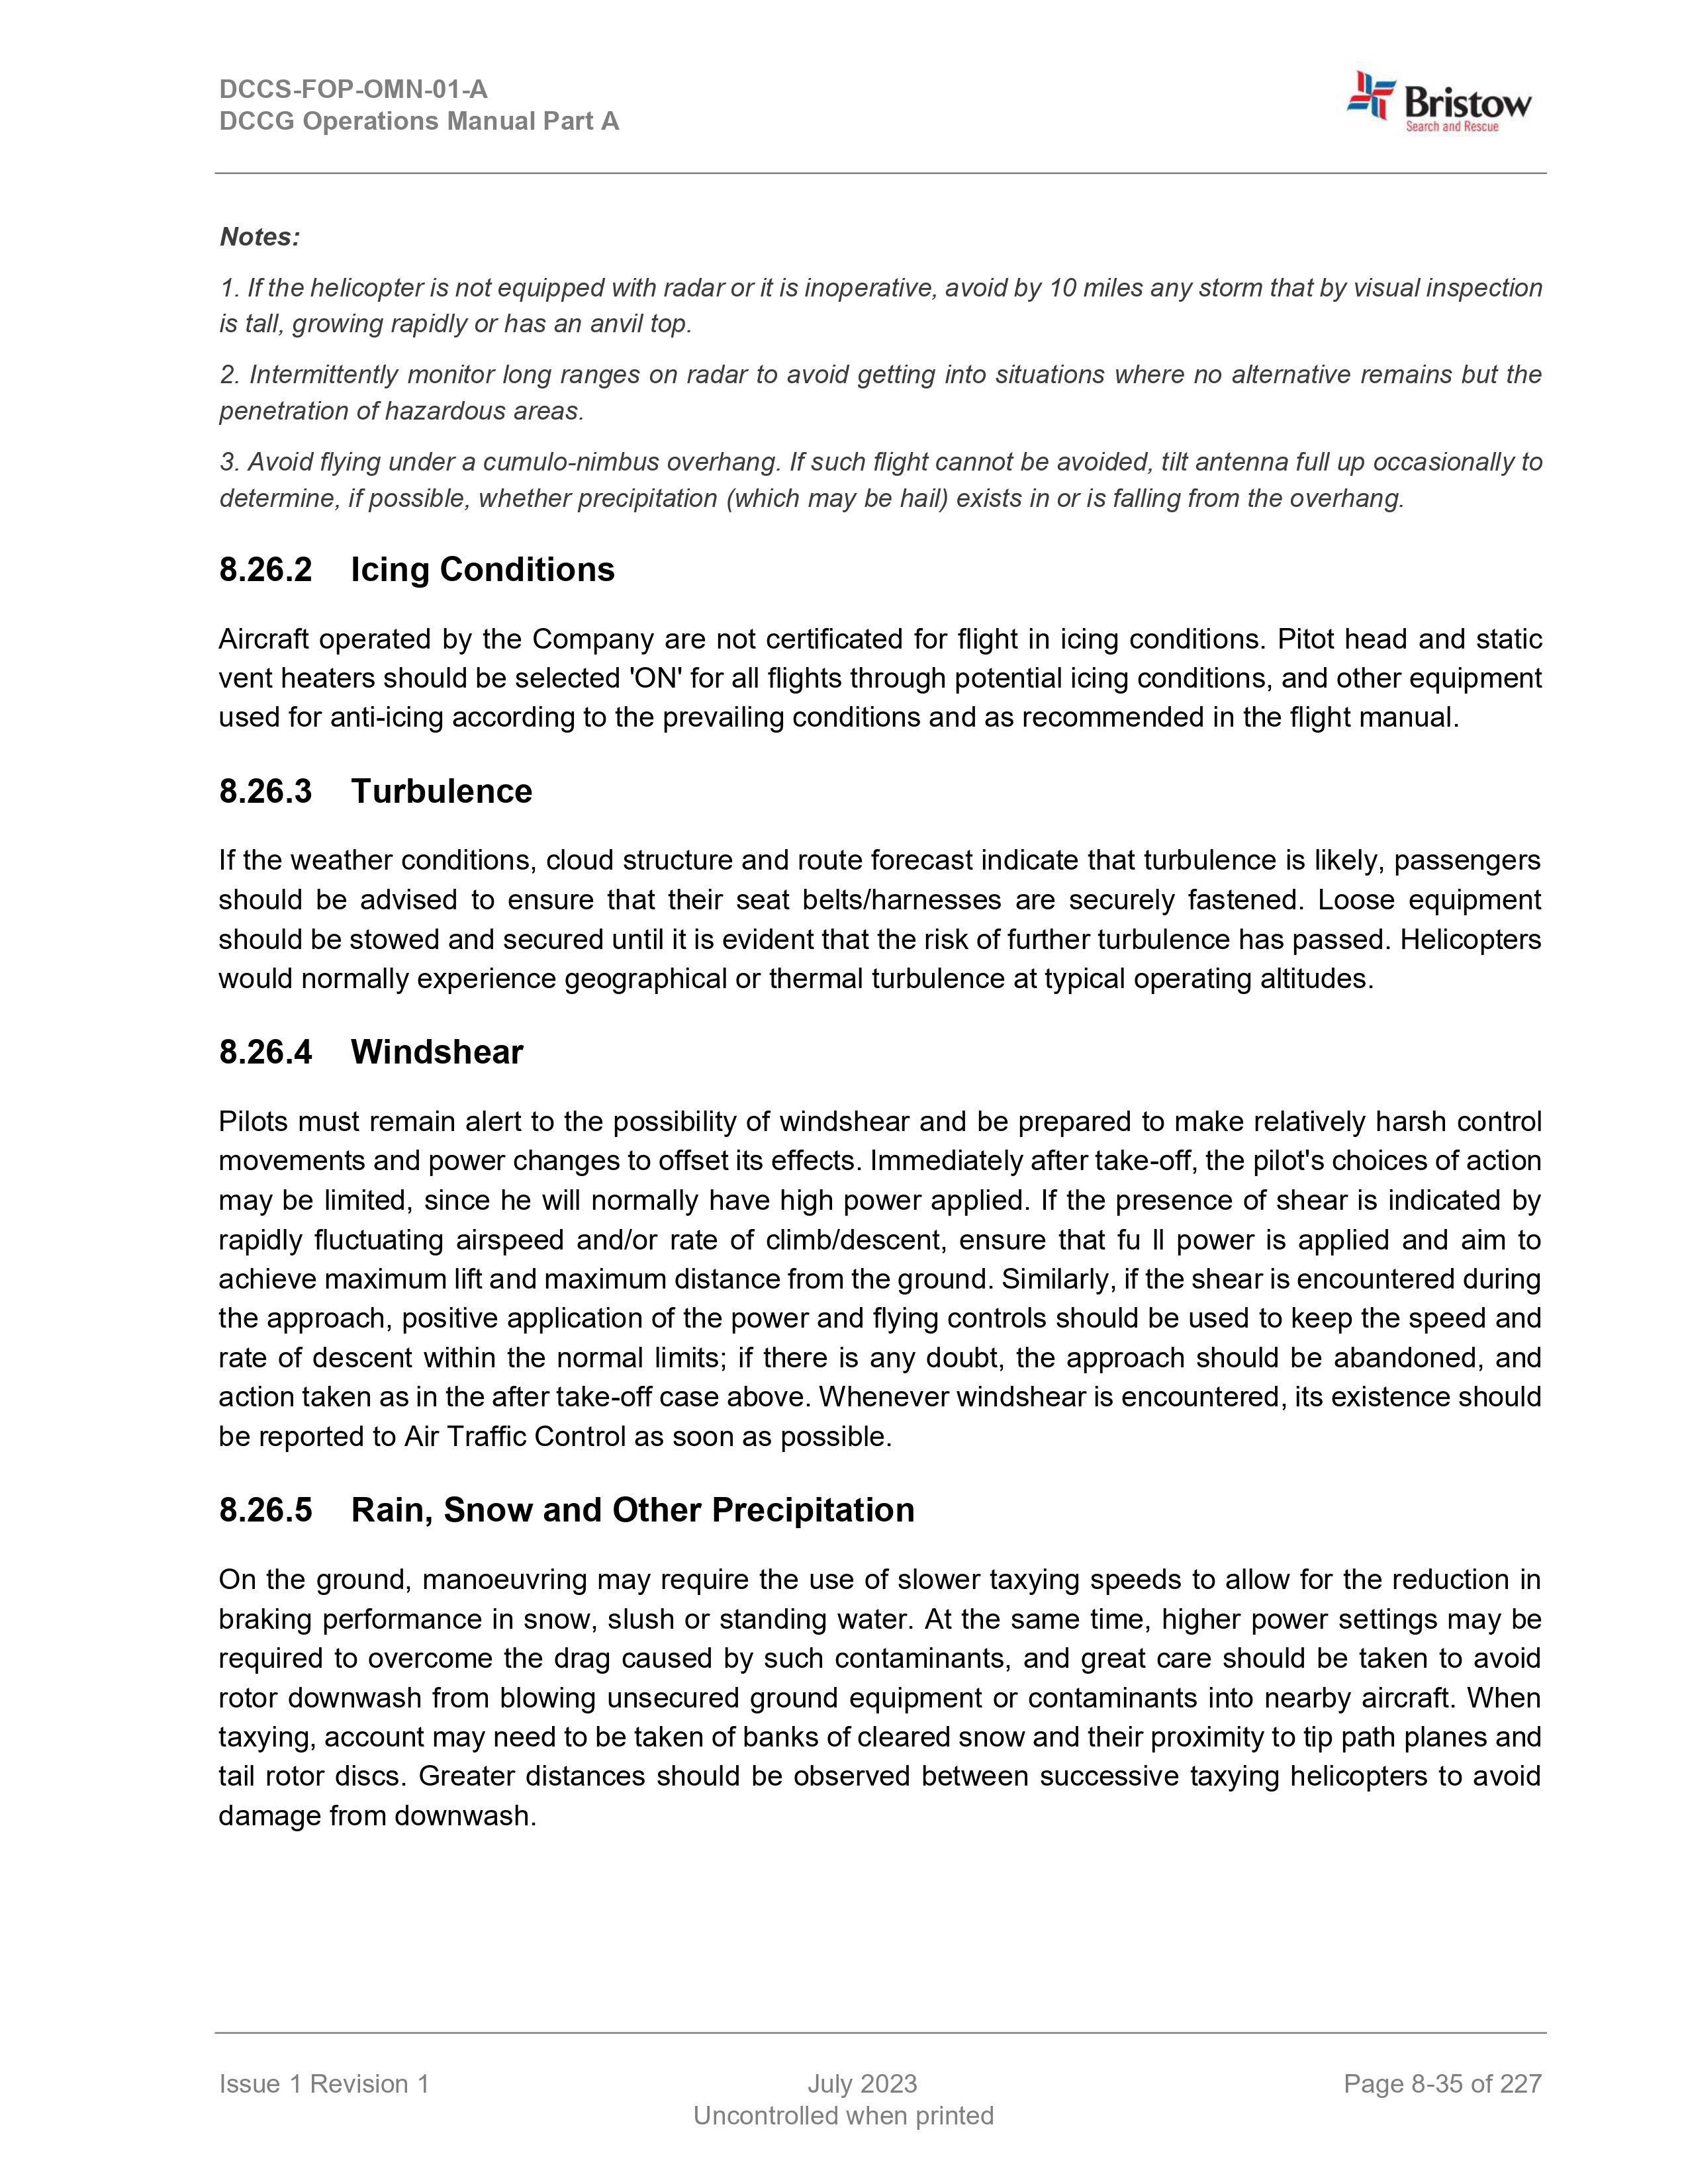 DCCS-FOP-OMN-01-A
DCCG Operations Manual Part A
Bristow
Search and Rescue
Notes:
1. If the helicopter is not equipped with radar or it is inoperative, avoid by 10 miles any storm that by visual inspection
is tall, growing rapidly or has an anvil top.
2. Intermittently monitor long ranges on radar to avoid getting into situations where no alternative remains but the
penetration of hazardous areas.
3. Avoid flying under a cumulo-nimbus overhang. If such flight cannot be avoided, tilt antenna full up occasionally to
determine, if possible, whether precipitation (which may be hail) exists in or is falling from the overhang.
8.26.2 Icing Conditions
Aircraft operated by the Company are not certificated for flight in icing conditions. Pitot head and static
vent heaters should be selected 'ON' for all flights through potential icing conditions, and other equipment
used for anti-icing according to the prevailing conditions and as recommended in the flight manual.
8.26.3 Turbulence
If the weather conditions, cloud structure and route forecast indicate that turbulence is likely, passengers
should be advised to ensure that their seat belts/harnesses are securely fastened. Loose equipment
should be stowed and secured until it is evident that the risk of further turbulence has passed. Helicopters
would normally experience geographical or thermal turbulence at typical operating altitudes.
8.26.4 Windshear
Pilots must remain alert to the possibility of windshear and be prepared to make relatively harsh control
movements and power changes to offset its effects. Immediately after take-off, the pilot's choices of action
may be limited, since he will normally have high power applied. If the presence of shear is indicated by
rapidly fluctuating airspeed and/or rate of climb/descent, ensure that fu ll power is applied and aim to
achieve maximum lift and maximum distance from the ground. Similarly, if the shear is encountered during
the approach, positive application of the power and flying controls should be used to keep the speed and
rate of descent within the normal limits; if there is any doubt, the approach should be abandoned, and
action taken as in the after take-off case above. Whenever windshear is encountered, its existence should
be reported to Air Traffic Control as soon as possible.
8.26.5 Rain, Snow and Other Precipitation
On the ground, manoeuvring may require the use of slower taxying speeds to allow for the reduction in
braking performance in snow, slush or standing water. At the same time, higher power settings may be
required to overcome the drag caused by such contaminants, and great care should be taken to avoid
rotor downwash from blowing unsecured ground equipment or contaminants into nearby aircraft. When
taxying, account may need to be taken of banks of cleared snow and their proximity to tip path planes and
tail rotor discs. Greater distances should be observed between successive taxying helicopters to avoid
damage from downwash.
Issue 1 Revision 1
July 2023
Page 8-35 of 227
Uncontrolled when printed